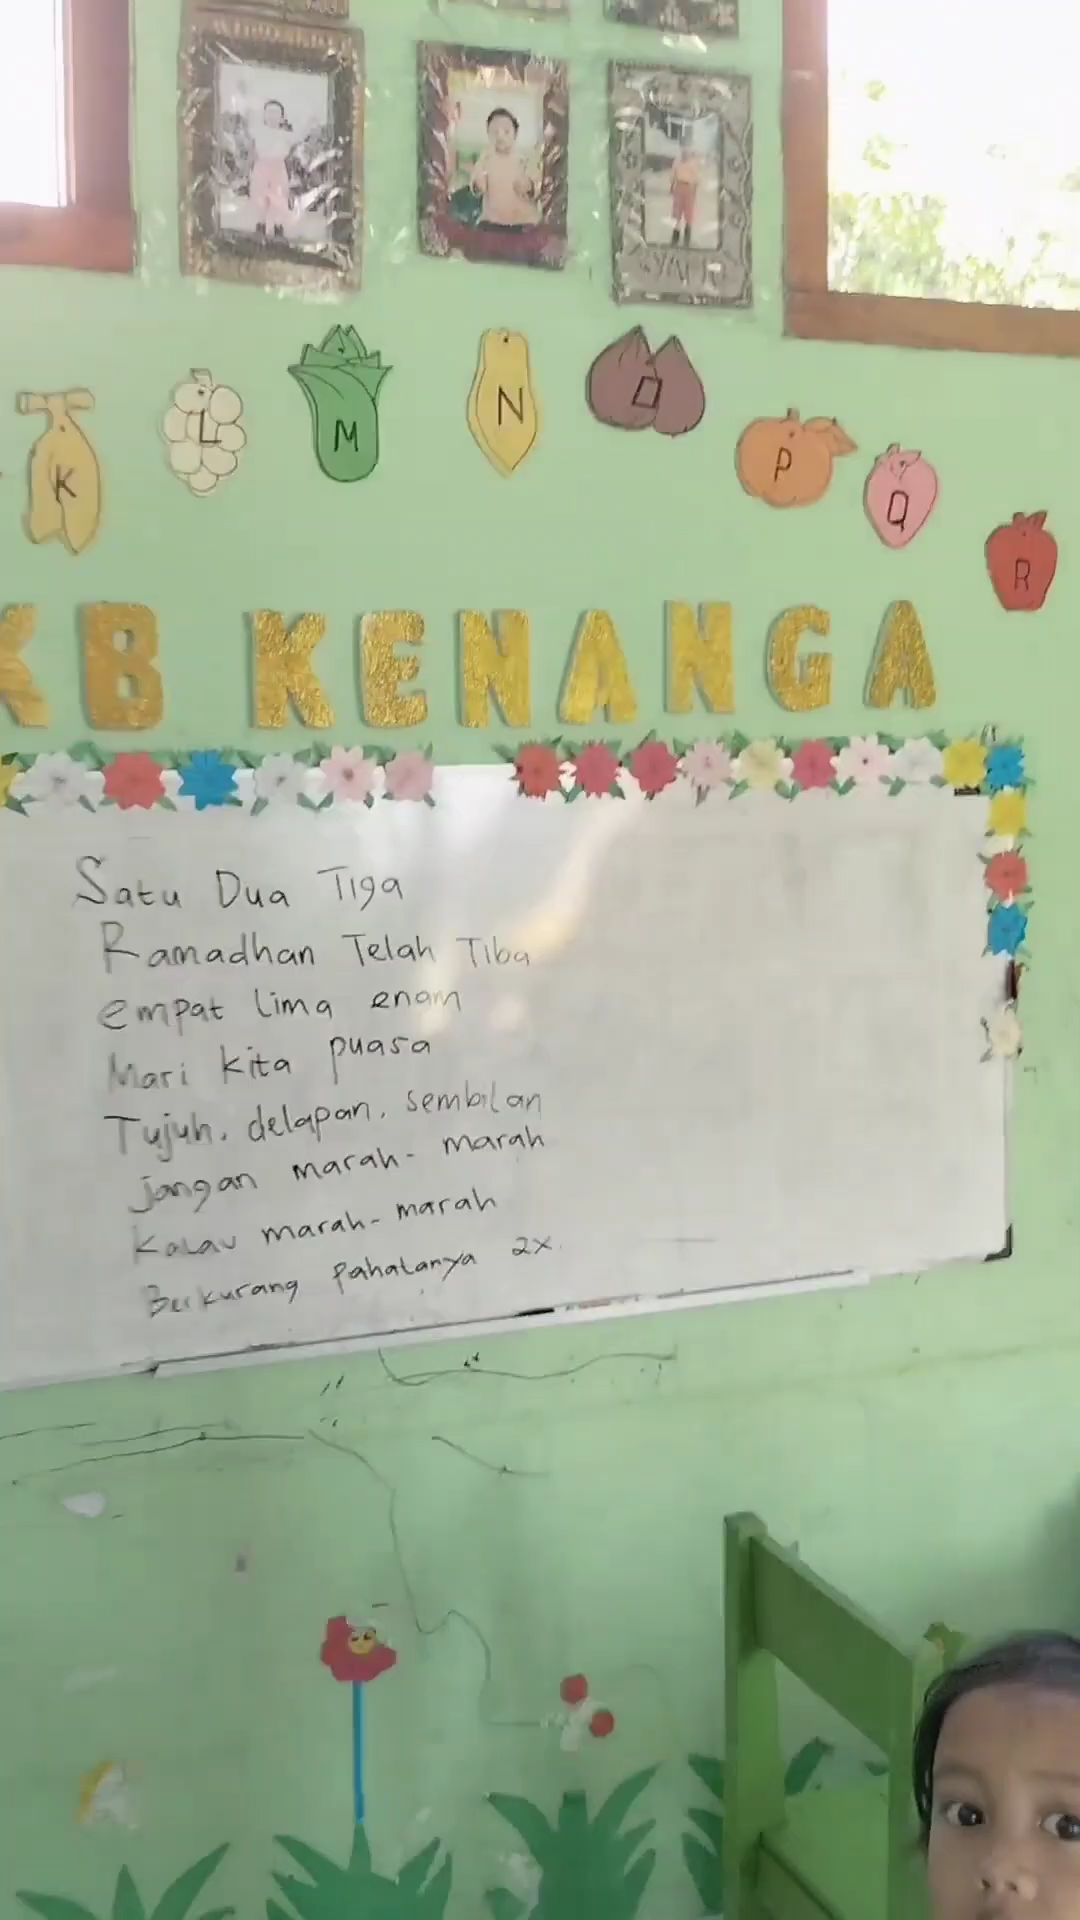 K L M N O P Q R
KB KENANGA
Satu Dua Tiga
Ramadhan Telah Tiba
empat lima enam
Mari kita puasa
Tujuh, delapan, sembilan
jangan marah-marah
Kalau marah-marah
Berkurang pahalanya 2x.